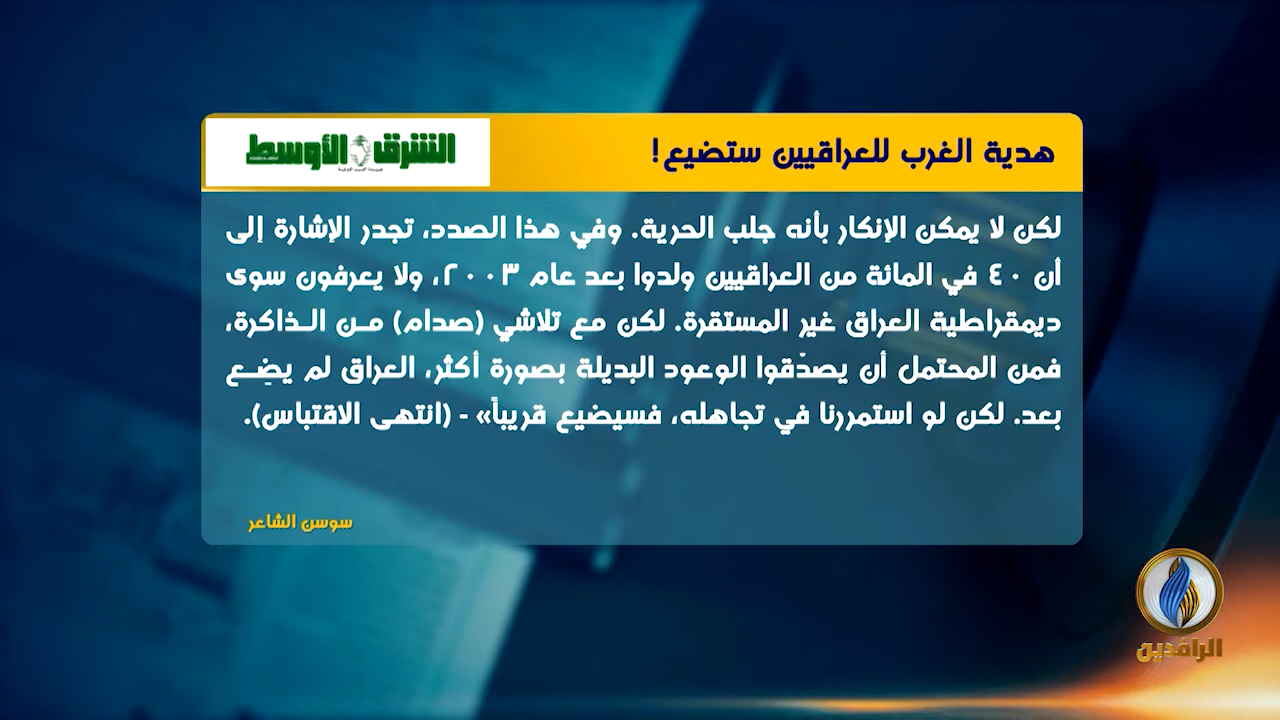 هدية الغرب للعراقيين ستضيع!
الشرق الأوسط
لكن لا يمكن الإنكار بأنه جلب الحرية. وفي هذا الصدد، تجدر الإشارة إلى
أن ٤٠ في المائة من العراقيين ولدوا بعد عام ٢٠٠٣، ولا يعرفون سوى
ديمقراطية العراق غير المستقرة. لكن مع تلاشي (صدام) مـن الـذاكرة،
فمن المحتمل أن يصدّقوا الوعود البديلة بصورة أكثر، العراق لم يضِـع
بعد. لكن لو استمررنا في تجاهله، فسيضيع قريباً» - (انتهى الاقتباس).
سوسن الشاعر
الرافدين